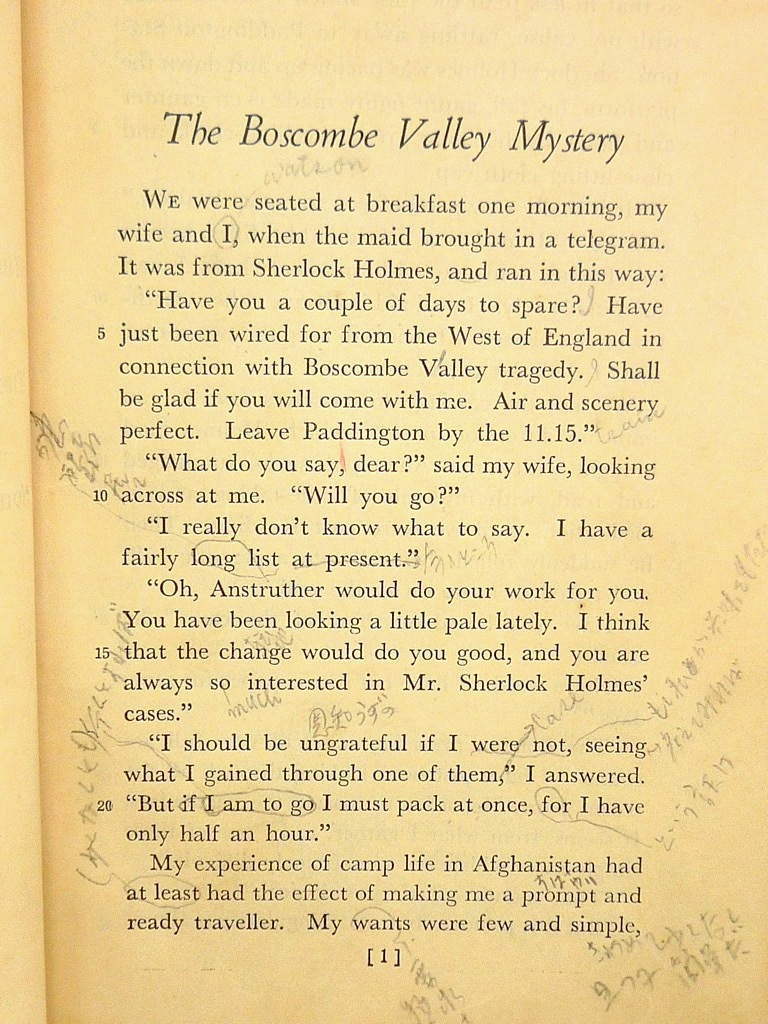 The Boscombe Valley Mystery
watson
WE were seated at breakfast one morning, my
wife and I, when the maid brought in a telegram.
It was from Sherlock Holmes, and ran in this way:
“Have you a couple of days to spare? Have
5 just been wired for from the West of England in
connection with Boscombe Valley tragedy. Shall
be glad if you will come with me. Air and scenery
perfect. Leave Paddington by the 11.15.”
train
“What do you say, dear?” said my wife, looking
10 across at me. “Will you go?”
“I really don’t know what to say. I have a
fairly long list at present.”
“Oh, Anstruther would do your work for you.
You have been looking a little pale lately. I think
15 that the change would do you good, and you are
always so interested in Mr. Sherlock Holmes’
much
cases.”
“I should be ungrateful if I were not, seeing
what I gained through one of them,” I answered.
20 “But if I am to go I must pack at once, for I have
only half an hour.”
My experience of camp life in Afghanistan had
at least had the effect of making me a prompt and
ready traveller. My wants were few and simple,
[1]